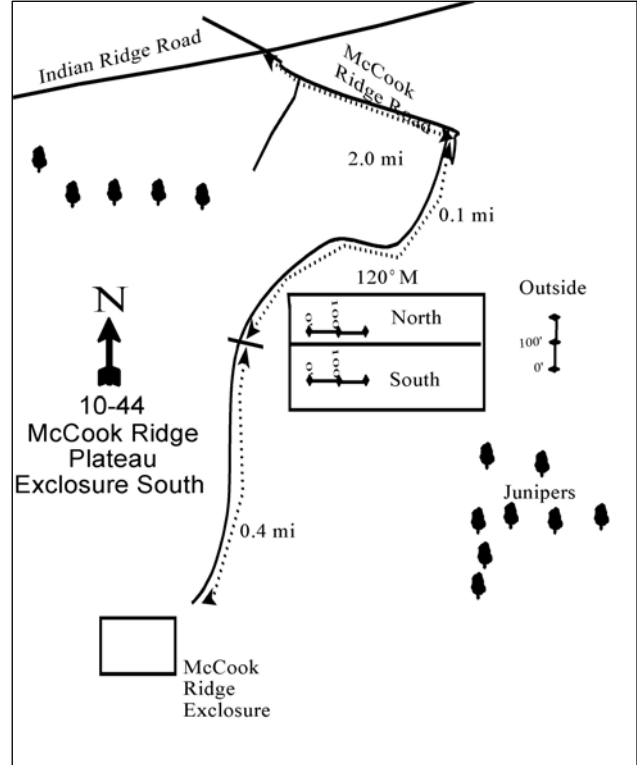 Indian Ridge Road
McCook
Ridge Road
2.0 mi
0.1 mi
120°M
Outside
100'
0'
0'
100'
North
0'
100'
South
N
10-44
McCook Ridge
Plateau
Exclosure South
Junipers
0.4 mi
McCook
Ridge
Exclosure